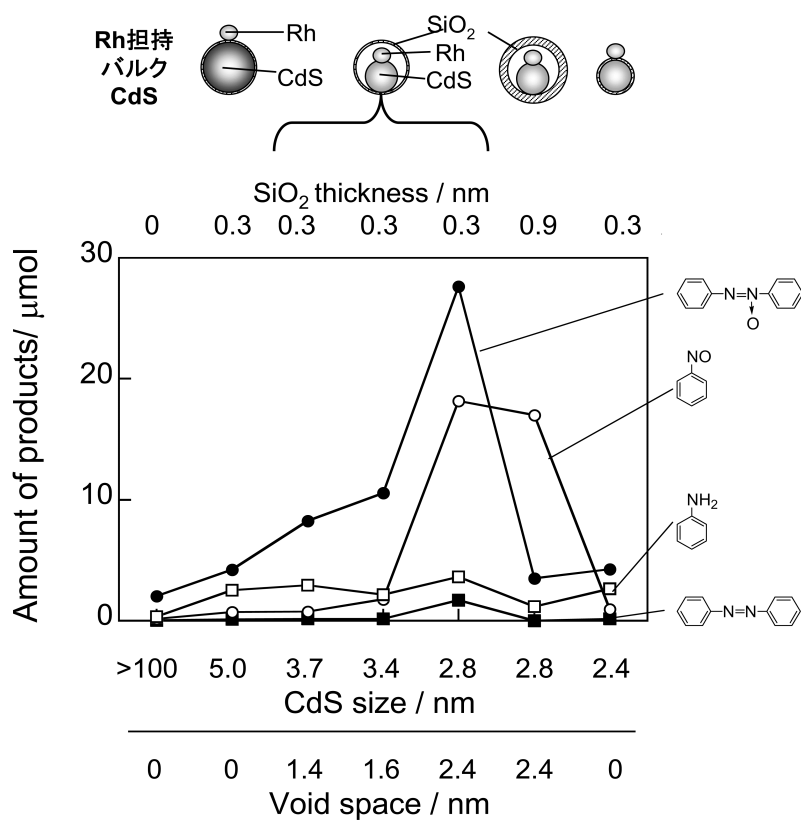 Rh担持
バルク
CdS
Rh
CdS
SiO2
Rh
CdS
SiO2 thickness / nm
0 0.3 0.3 0.3 0.3 0.9 0.3
Amount of products/ μmol
30
20
10
0
N=N
O
NO
NH2
N=N
>100 5.0 3.7 3.4 2.8 2.8 2.4
CdS size / nm
0 0 1.4 1.6 2.4 2.4 0
Void space / nm